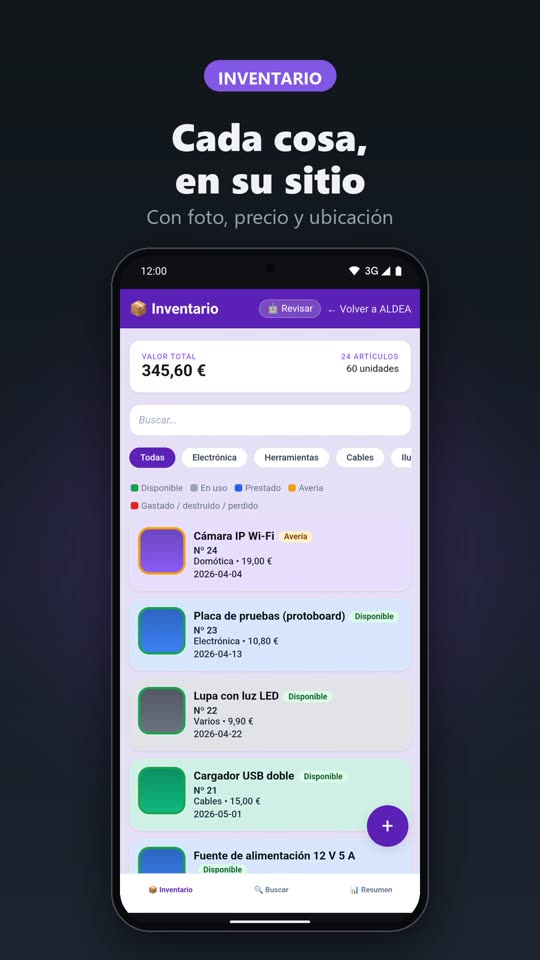 INVENTARIO
Cada cosa,
en su sitio
Con foto, precio y ubicación
12:00
3G
📦 Inventario
🤖 Revisar
← Volver a ALDEA
VALOR TOTAL
24 ARTÍCULOS
345,60 €
60 unidades
Buscar...
Todas
Electrónica
Herramientas
Cables
Ilu
Disponible
En uso
Prestado
Avería
Gastado / destruido / perdido
Cámara IP Wi-Fi
Avería
Nº 24
Domótica • 19,00 €
2026-04-04
Placa de pruebas (protoboard)
Disponible
Nº 23
Electrónica • 10,80 €
2026-04-13
Lupa con luz LED
Disponible
Nº 22
Varios • 9,90 €
2026-04-22
Cargador USB doble
Disponible
Nº 21
Cables • 15,00 €
2026-05-01
+
Fuente de alimentación 12 V 5 A
Disponible
📦 Inventario
🔍 Buscar
📊 Resumen